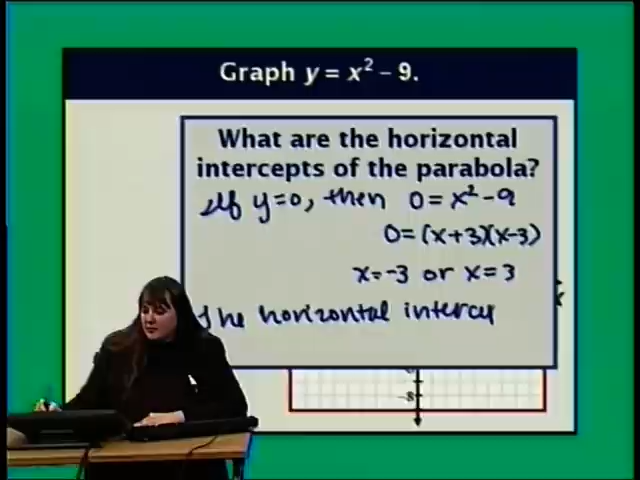 Graph y = x² – 9.
What are the horizontal
intercepts of the parabola?
If y=0, then 0=x²-9
0=(x+3)(x-3)
x=-3 or x=3
The horizontal intercep
x
-8